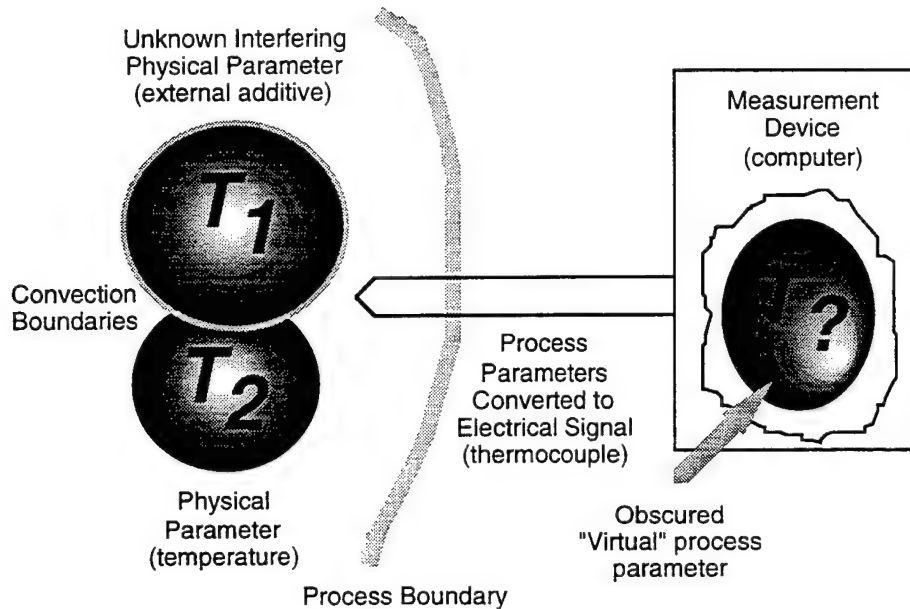 Unknown Interfering
Physical Parameter
(external additive)
T1
Convection
Boundaries
T2
Physical
Parameter
(temperature)
Process Boundary
Process
Parameters
Converted to
Electrical Signal
(thermocouple)
Measurement
Device
(computer)
T?
Obscured
"Virtual" process
parameter